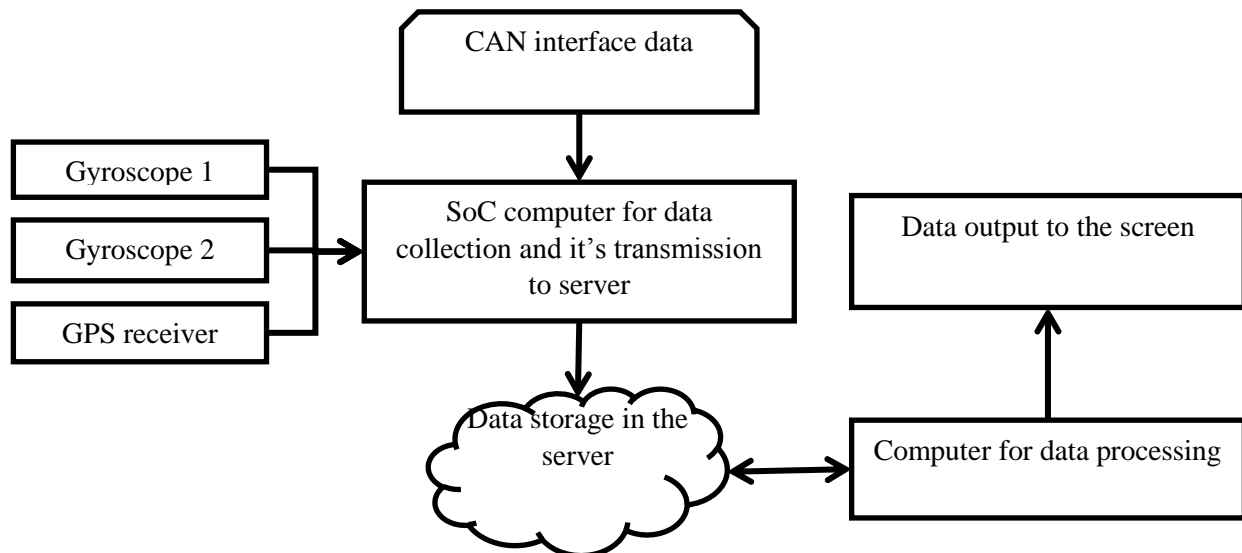 CAN interface data
Gyroscope 1
Gyroscope 2
GPS receiver
SoC computer for data
collection and it's transmission
to server
Data output to the screen
Data storage in the
server
Computer for data processing